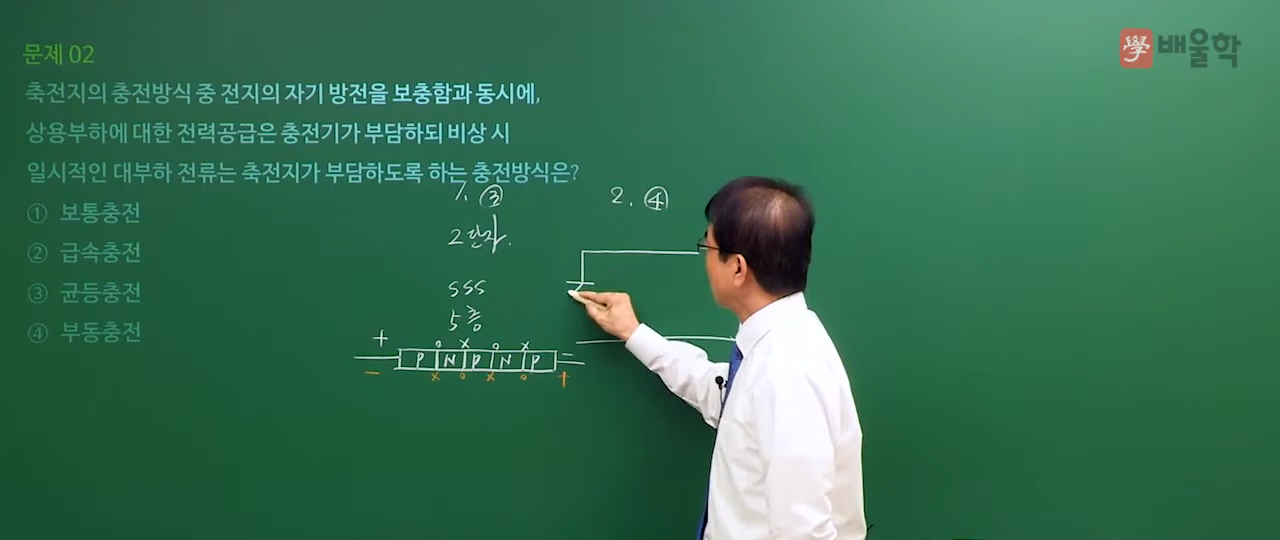 문제 02
學 배울학
축전지의 충전방식 중 전지의 자기 방전을 보충함과 동시에,
상용부하에 대한 전력공급은 충전기가 부담하되 비상 시
일시적인 대부하 전류는 축전지가 부담하도록 하는 충전방식은?
① 보통충전
② 급속충전
③ 균등충전
④ 부동충전
1. ③
2단자.
SSS
5층
+ o x o x
P N P N P −
− x o x o +
2. ④